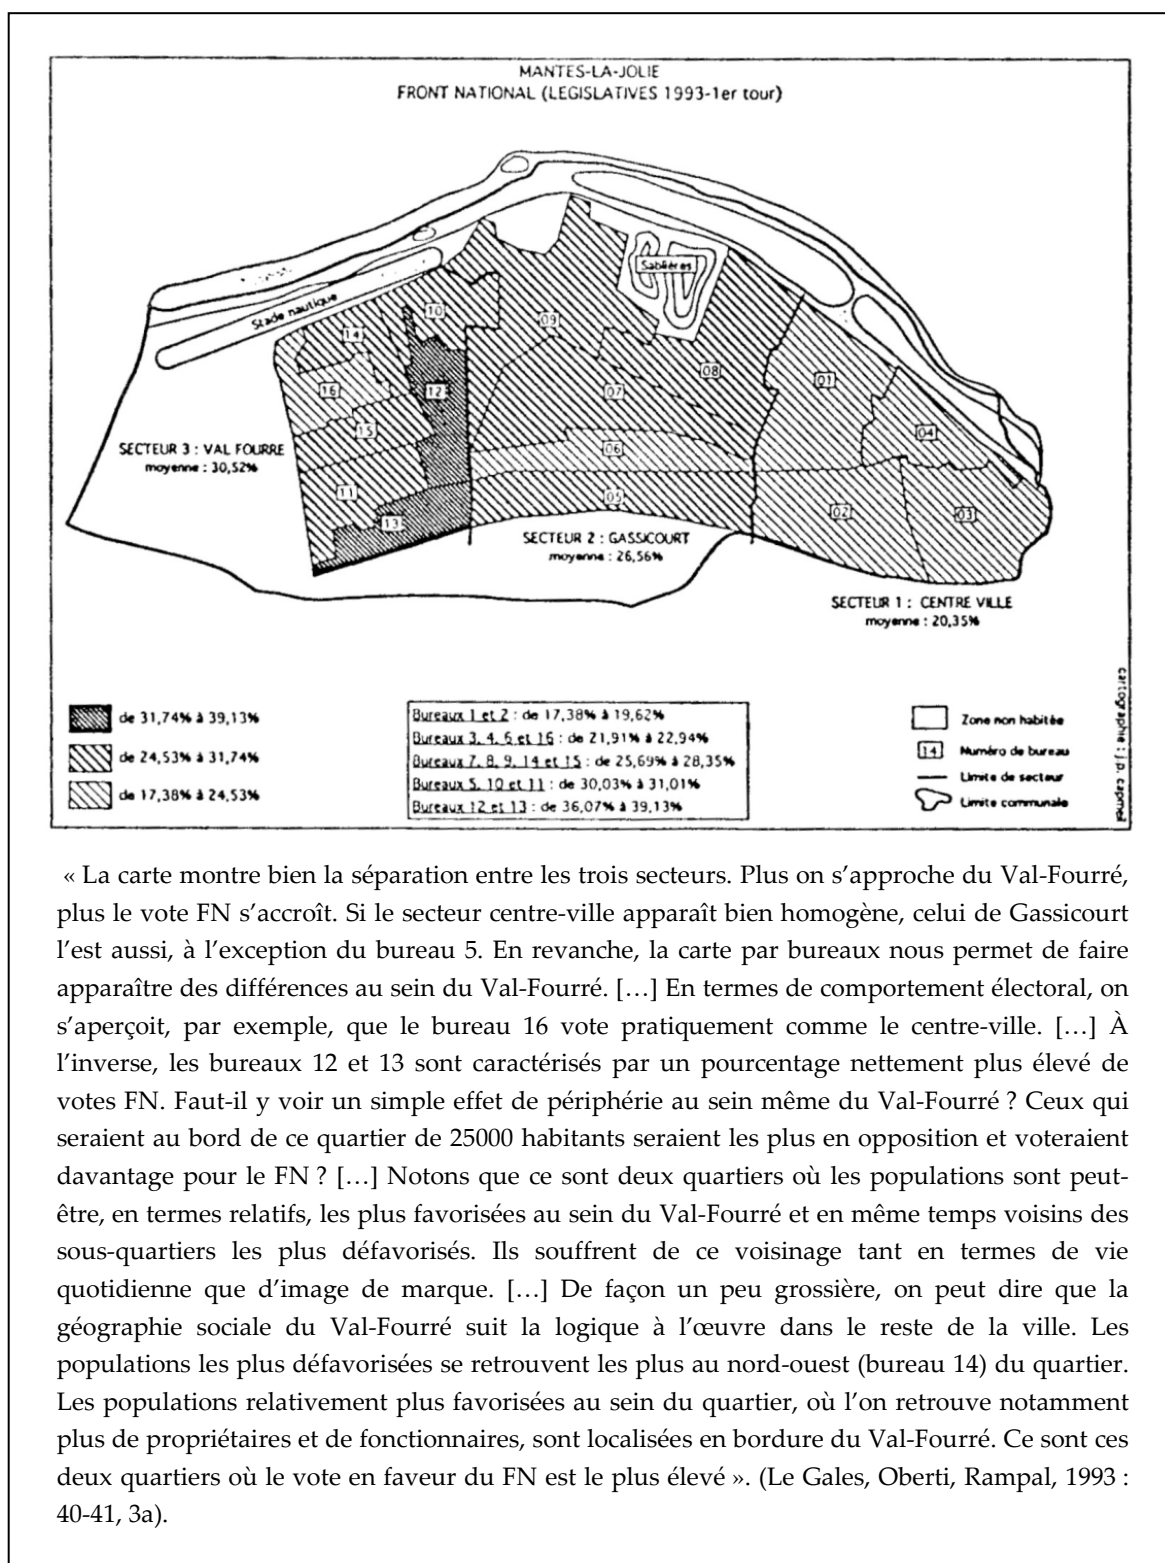 MANTES-LA-JOLIE
FRONT NATIONAL (LEGISLATIVES 1993-1er tour)
Sablières
Stade nautique
10
14
09
12
16
08
01
07
15
04
06
11
05
02
03
13
SECTEUR 3 : VAL FOURRE
moyenne : 30,52%
SECTEUR 2 : GASSICOURT
moyenne : 26,56%
SECTEUR 1 : CENTRE VILLE
moyenne : 20,35%
de 31,74% à 39,13%
de 24,53% à 31,74%
de 17,38% à 24,53%
Bureaux 1 et 2 : de 17,38% à 19,62%
Bureaux 3, 4, 6 et 16 : de 21,91% à 22,94%
Bureaux 7, 8, 9, 14 et 15 : de 25,69% à 28,35%
Bureaux 5, 10 et 11 : de 30,03% à 31,01%
Bureaux 12 et 13 : de 36,07% à 39,13%
Zone non habitée
14 Numéro de bureau
Limite de secteur
Limite communale
cartographie : j.p.
« La carte montre bien la séparation entre les trois secteurs. Plus on s’approche du Val-Fourré,
plus le vote FN s’accroît. Si le secteur centre-ville apparaît bien homogène, celui de Gassicourt
l’est aussi, à l’exception du bureau 5. En revanche, la carte par bureaux nous permet de faire
apparaître des différences au sein du Val-Fourré. […] En termes de comportement électoral, on
s’aperçoit, par exemple, que le bureau 16 vote pratiquement comme le centre-ville. […] À
l’inverse, les bureaux 12 et 13 sont caractérisés par un pourcentage nettement plus élevé de
votes FN. Faut-il y voir un simple effet de périphérie au sein même du Val-Fourré ? Ceux qui
seraient au bord de ce quartier de 25000 habitants seraient les plus en opposition et voteraient
davantage pour le FN ? […] Notons que ce sont deux quartiers où les populations sont peut-
être, en termes relatifs, les plus favorisées au sein du Val-Fourré et en même temps voisins des
sous-quartiers les plus défavorisés. Ils souffrent de ce voisinage tant en termes de vie
quotidienne que d’image de marque. […] De façon un peu grossière, on peut dire que la
géographie sociale du Val-Fourré suit la logique à l’œuvre dans le reste de la ville. Les
populations les plus défavorisées se retrouvent les plus au nord-ouest (bureau 14) du quartier.
Les populations relativement plus favorisées au sein du quartier, où l’on retrouve notamment
plus de propriétaires et de fonctionnaires, sont localisées en bordure du Val-Fourré. Ce sont ces
deux quartiers où le vote en faveur du FN est le plus élevé ». (Le Gales, Oberti, Rampal, 1993 :
40-41, 3a).